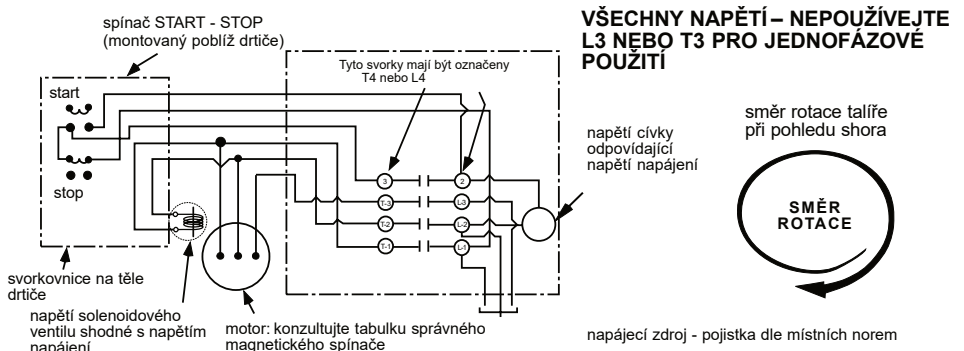 spínač START - STOP
(montovaný poblíž drtiče)
start
stop
svorkovnice na těle
drtiče
napětí solenoidového
ventilu shodné s napětím
napájení
motor: konzultujte tabulku správného
magnetického spínače
Tyto svorky mají být označeny
T4 nebo L4
3
2
T-3
L-3
T-2
L-2
T-1
L-1
napětí cívky
odpovídající
napětí napájení
VŠECHNY NAPĚTÍ – NEPOUŽÍVEJTE
L3 NEBO T3 PRO JEDNOFÁZOVÉ
POUŽITÍ
směr rotace talíře
při pohledu shora
SMĚR
ROTACE
napájecí zdroj - pojistka dle místních norem